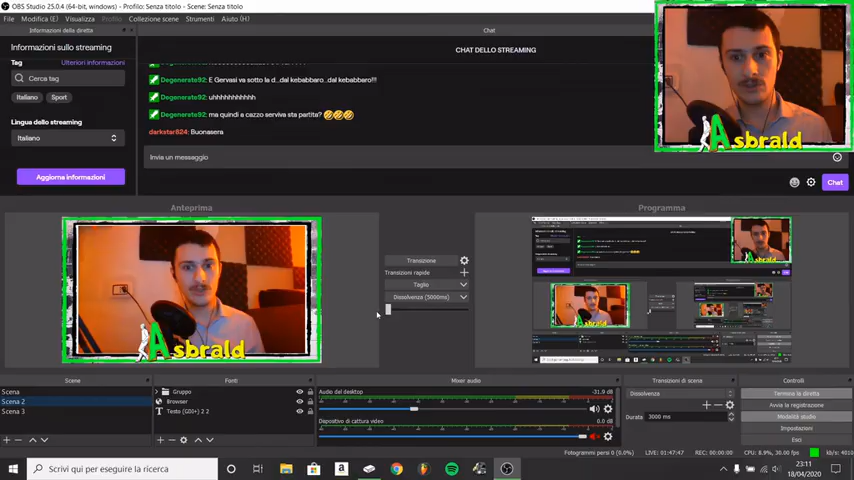 OBS Studio 25.0.4 (64-bit, windows) - Profilo: Senza titolo - Scene: Senza titolo
File Modifica (E) Visualizza Profilo Collezione scene Strumenti Aiuto (H)
Informazioni della diretta
Chat
Informazioni sullo streaming
CHAT DELLO STREAMING
Tag
Ulteriori informazioni
Cerca tag
Italiano Sport
Lingua dello streaming
Italiano
Aggiorna informazioni
Degenerate92: E Gervasi va sotto la d...dal kebabbaro..dal kebabbaro!!!
Degenerate92: uhhhhhhhhhh
Degenerate92: ma quindi a cazzo serviva sta partita? 🤣🤣🤣
darkstar824: Buonasera
Invia un messaggio
Chat
Asbrald
Anteprima
Programma
Asbrald
Transizione
Transizioni rapide
Taglio
Dissolvenza (5000ms)
Scene
Fonti
Mixer audio
Transizioni di scena
Controlli
Scena
Scena 2
Scena 3
Gruppo
Browser
Testo (GDI+) 2 2
Audio del desktop
-31.9 dB
Dispositivo di cattura video
0.0 dB
Dissolvenza
Durata 3000 ms
Termina la diretta
Avvia la registrazione
Modalità studio
Impostazioni
Esci
Fotogrammi persi 0 (0.0%)
LIVE: 01:47:47
REC: 00:00:00
CPU: 8.9%, 30.00 fps
Scrivi qui per eseguire la ricerca
23:11
18/04/2020